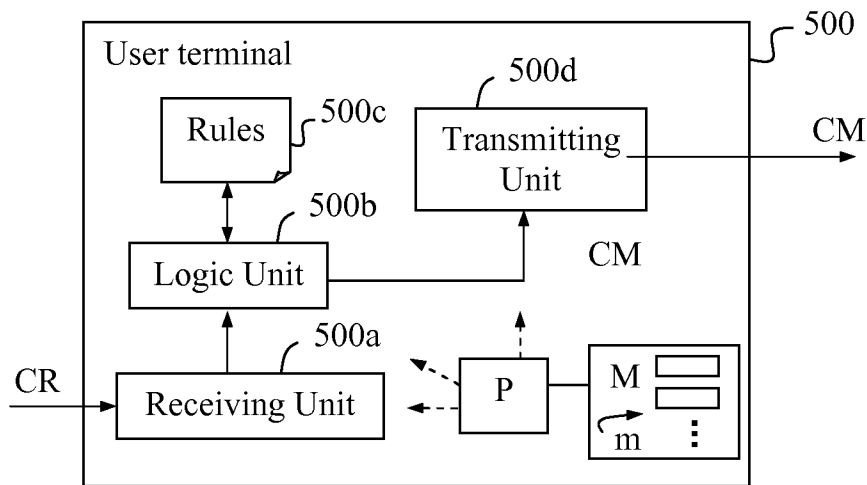 500
User terminal
500d
Rules
500c
Transmitting
Unit
CM
500b
Logic Unit
CM
500a
CR
Receiving Unit
P
M
m